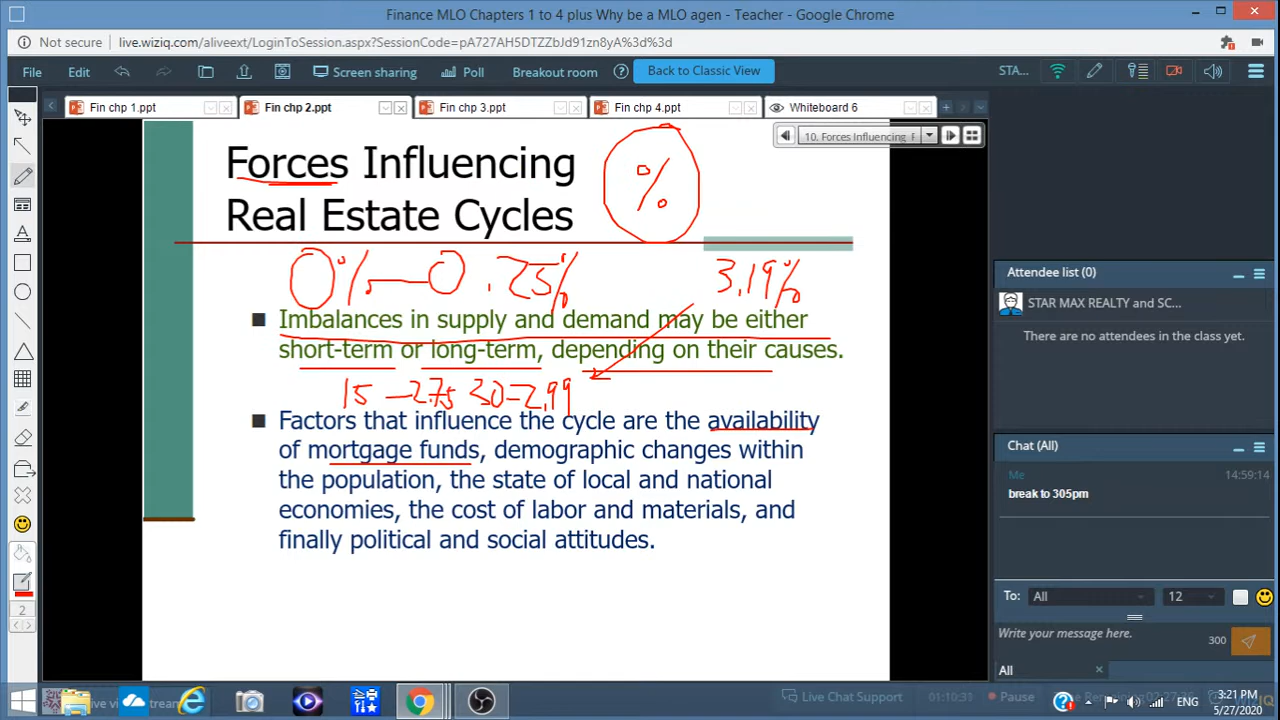 Finance MLO Chapters 1 to 4 plus Why be a MLO agen - Teacher - Google Chrome
Not secure | live.wiziq.com/aliveext/LoginToSession.aspx?SessionCode=pA727AH5DTZZbJd91zn8yA%3d%3d
File Edit Screen sharing Poll Breakout room ? Back to Classic View STA...
Fin chp 1.ppt Fin chp 2.ppt Fin chp 3.ppt Fin chp 4.ppt Whiteboard 6
10. Forces Influencing
Forces Influencing
%
Real Estate Cycles
0%—0.25% 3.19%
Imbalances in supply and demand may be either
short-term or long-term, depending on their causes.
15 —2.75 30—2.99
Factors that influence the cycle are the availability
of mortgage funds, demographic changes within
the population, the state of local and national
economies, the cost of labor and materials, and
finally political and social attitudes.
2
Attendee list (0)
STAR MAX REALTY and SC...
There are no attendees in the class yet.
Chat (All)
Me 14:59:14
break to 305pm
To: All 12
Write your message here. 300
All
Live Chat Support 01:10:31 Pause
ENG 3:21 PM
5/27/2020